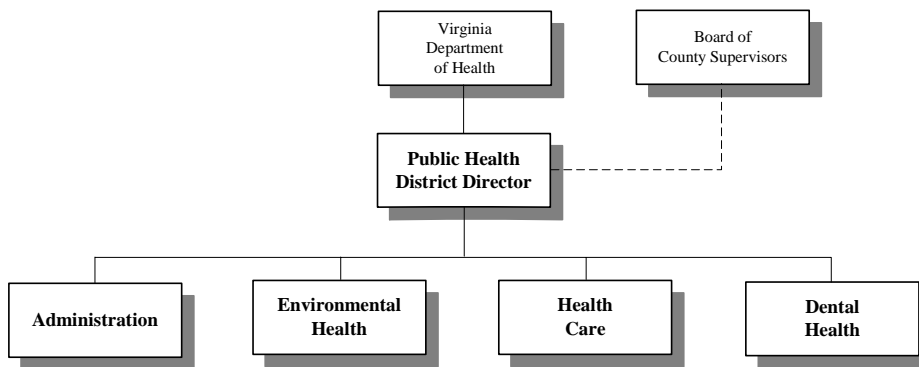 Virginia
Department
of Health
Board of
County Supervisors
Public Health
District Director
Administration
Environmental
Health
Health
Care
Dental
Health